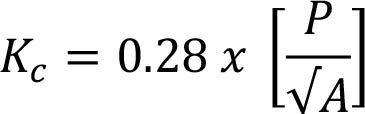 K_c = 0.28 x [P / √A]